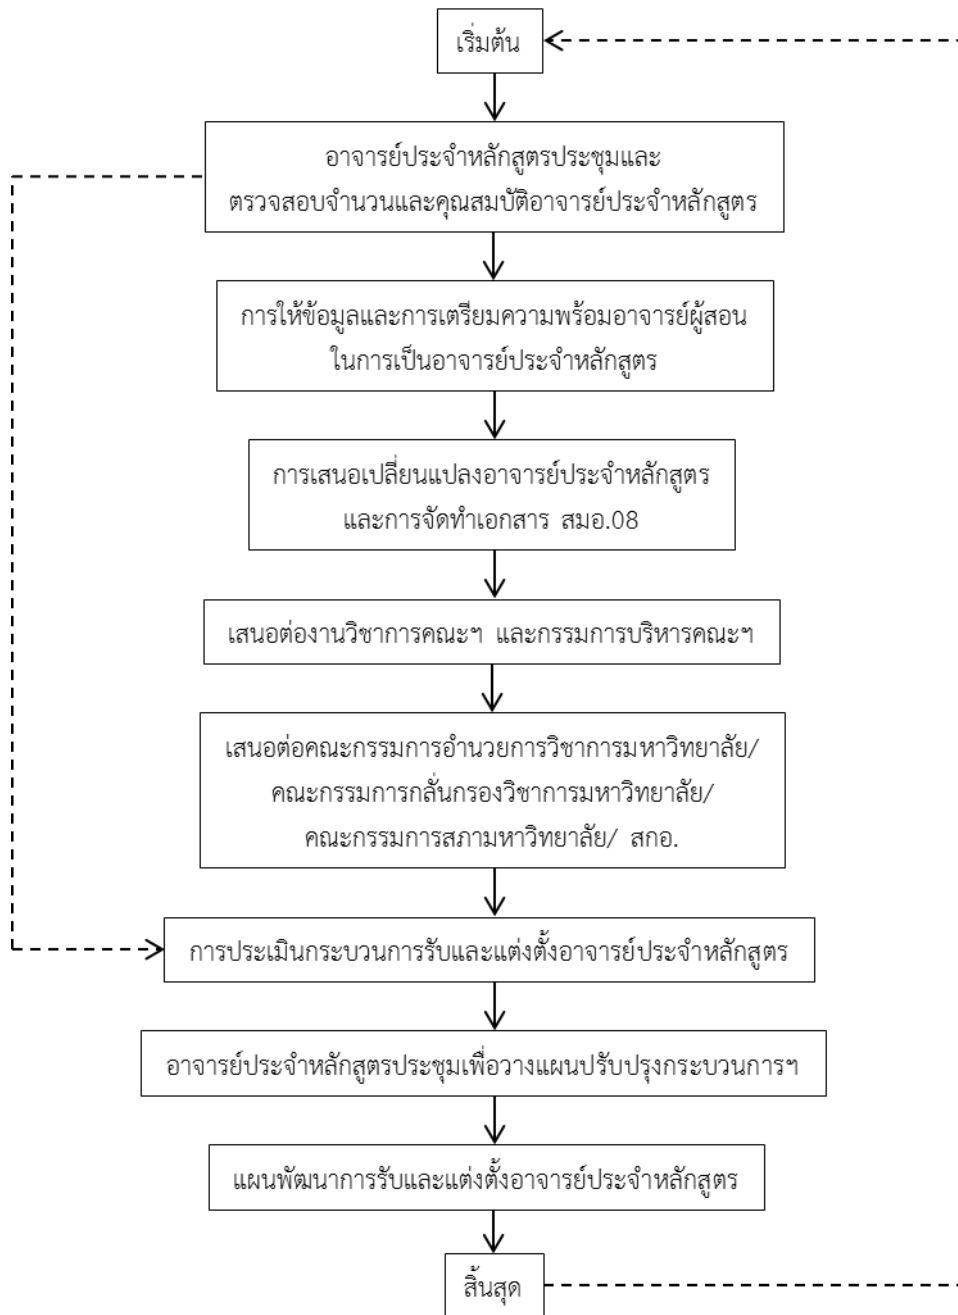 เริ่มต้น
อาจารย์ประจำหลักสูตรประชุมและ
ตรวจสอบจำนวนและคุณสมบัติอาจารย์ประจำหลักสูตร
การให้ข้อมูลและการเตรียมความพร้อมอาจารย์ผู้สอน
ในการเป็นอาจารย์ประจำหลักสูตร
การเสนอเปลี่ยนแปลงอาจารย์ประจำหลักสูตร
และการจัดทำเอกสาร สมอ.08
เสนอต่องานวิชาการคณะฯ และกรรมการบริหารคณะฯ
เสนอต่อคณะกรรมการอำนวยการวิชาการมหาวิทยาลัย/
คณะกรรมการกลั่นกรองวิชาการมหาวิทยาลัย/
คณะกรรมการสภามหาวิทยาลัย/ สกอ.
การประเมินกระบวนการรับและแต่งตั้งอาจารย์ประจำหลักสูตร
อาจารย์ประจำหลักสูตรประชุมเพื่อวางแผนปรับปรุงกระบวนการฯ
แผนพัฒนาการรับและแต่งตั้งอาจารย์ประจำหลักสูตร
สิ้นสุด